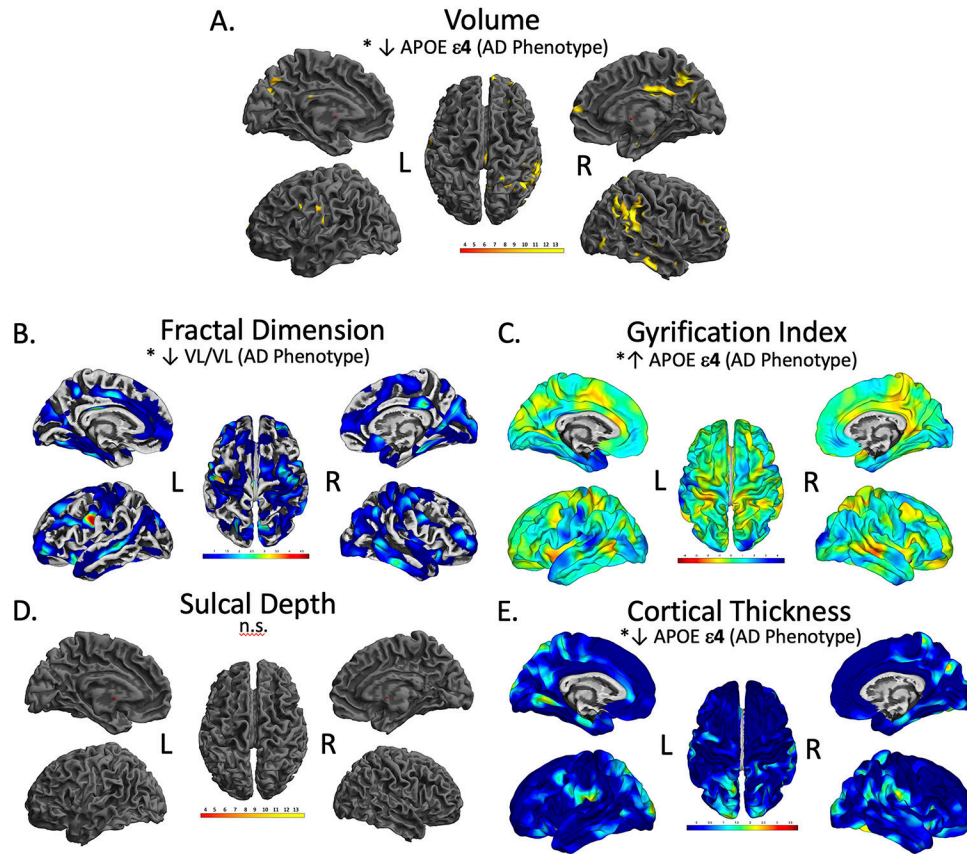 A.
Volume
* ↓ APOE ε4 (AD Phenotype)
L
R
4 5 6 7 8 9 10 11 12 13
B.
Fractal Dimension
* ↓ VL/VL (AD Phenotype)
L
R
C.
Gyrification Index
*↑ APOE ε4 (AD Phenotype)
L
R
D.
Sulcal Depth
n.s.
L
R
4 5 6 7 8 9 10 11 12 13
E.
Cortical Thickness
*↓ APOE ε4 (AD Phenotype)
L
R